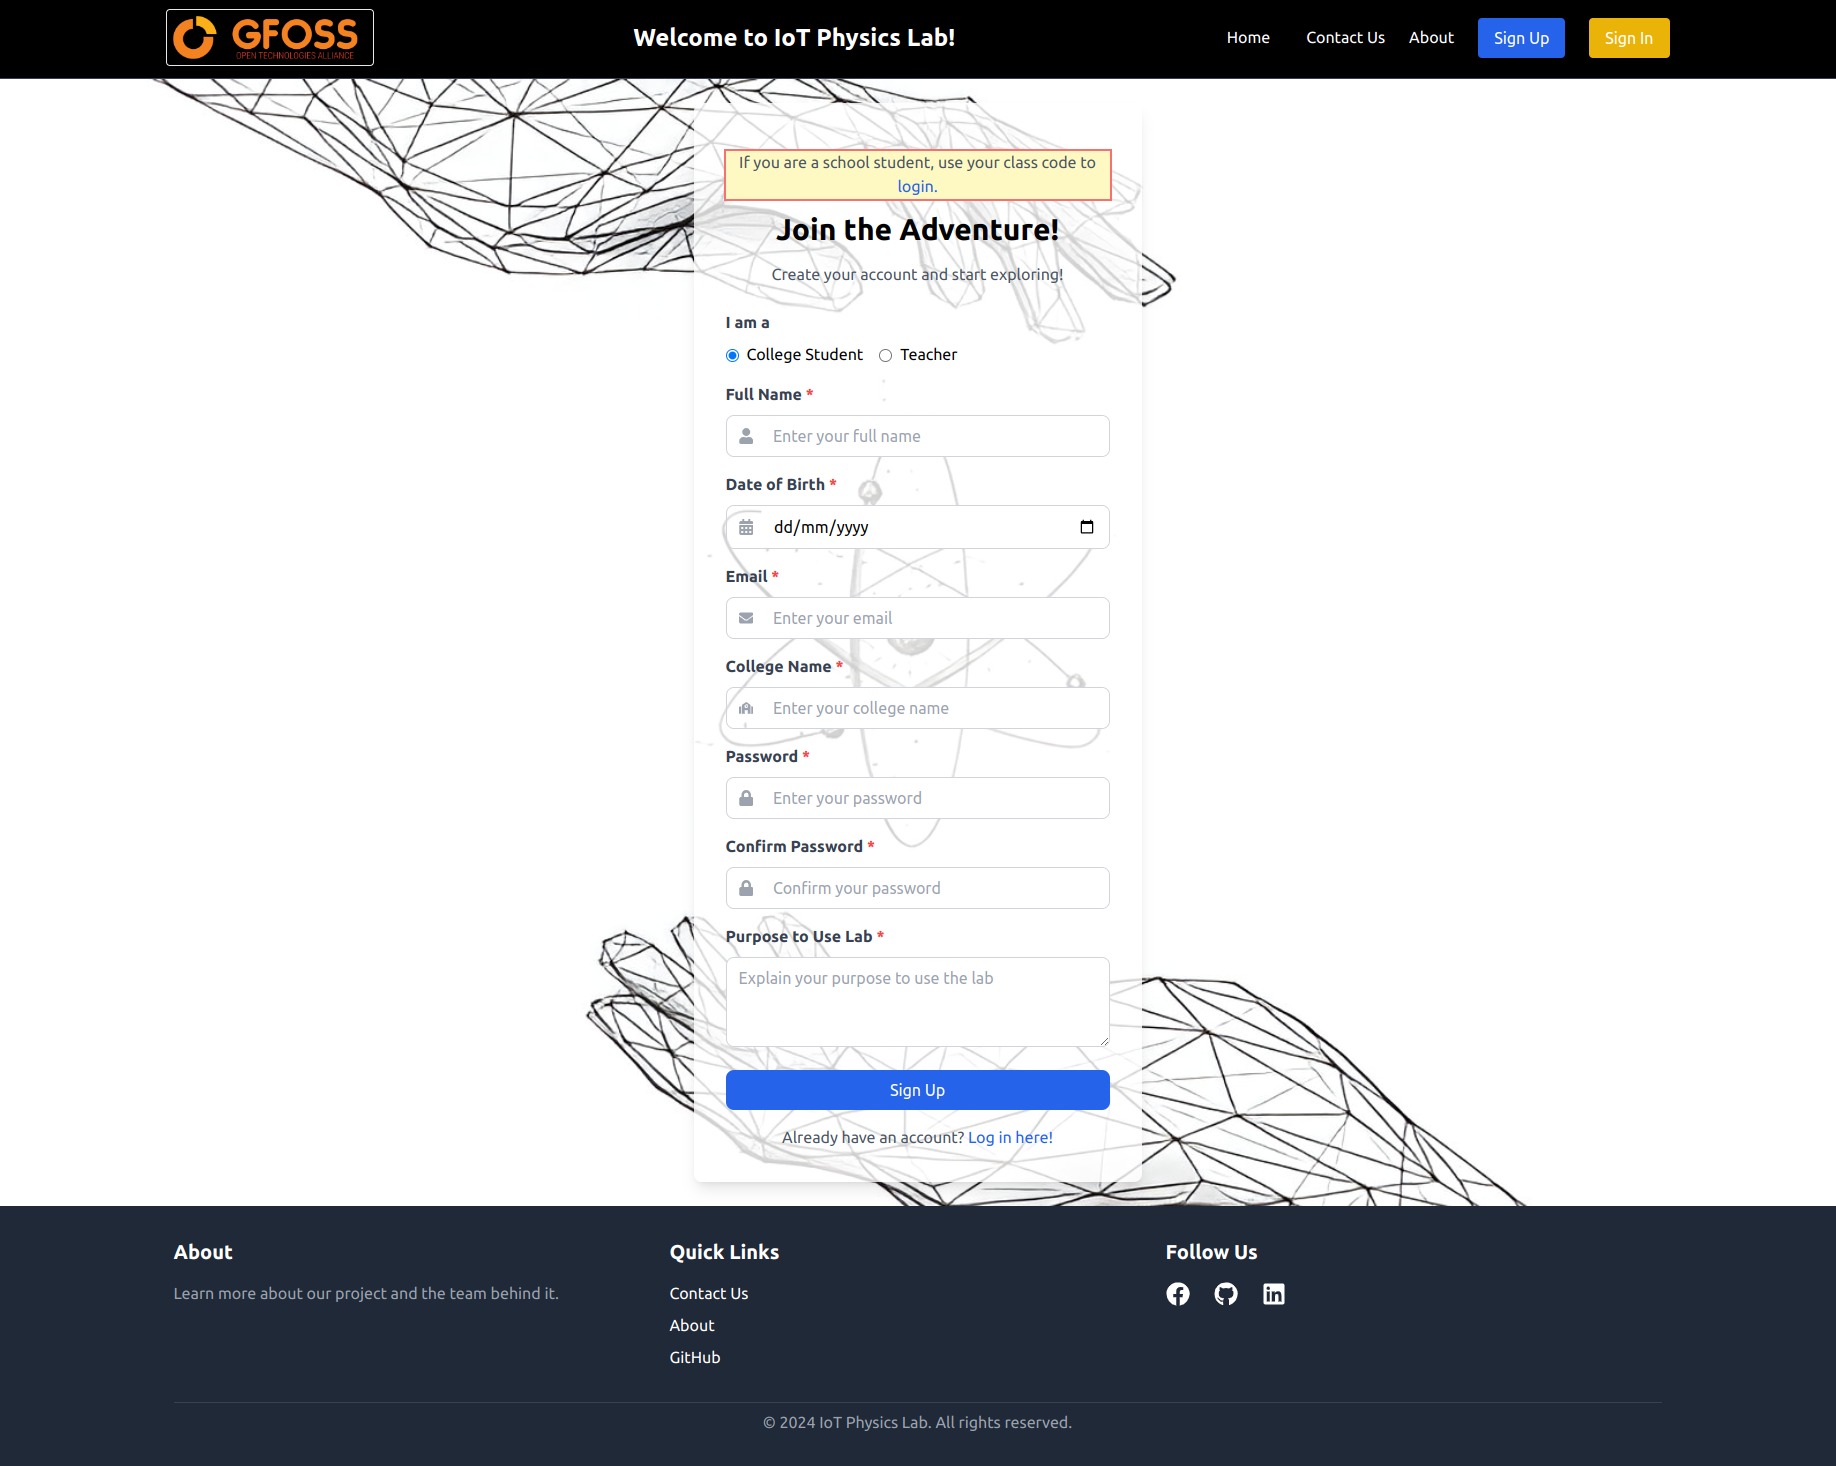 GFOSS
OPEN TECHNOLOGIES ALLIANCE
Welcome to IoT Physics Lab!
Home
Contact Us
About
Sign Up
Sign In
If you are a school student, use your class code to
login.
Join the Adventure!
Create your account and start exploring!
I am a
College Student
Teacher
Full Name *
Enter your full name
Date of Birth *
dd/mm/yyyy
Email *
Enter your email
College Name *
Enter your college name
Password *
Enter your password
Confirm Password *
Confirm your password
Purpose to Use Lab *
Explain your purpose to use the lab
Sign Up
Already have an account? Log in here!
About
Learn more about our project and the team behind it.
Quick Links
Contact Us
About
GitHub
Follow Us
© 2024 IoT Physics Lab. All rights reserved.